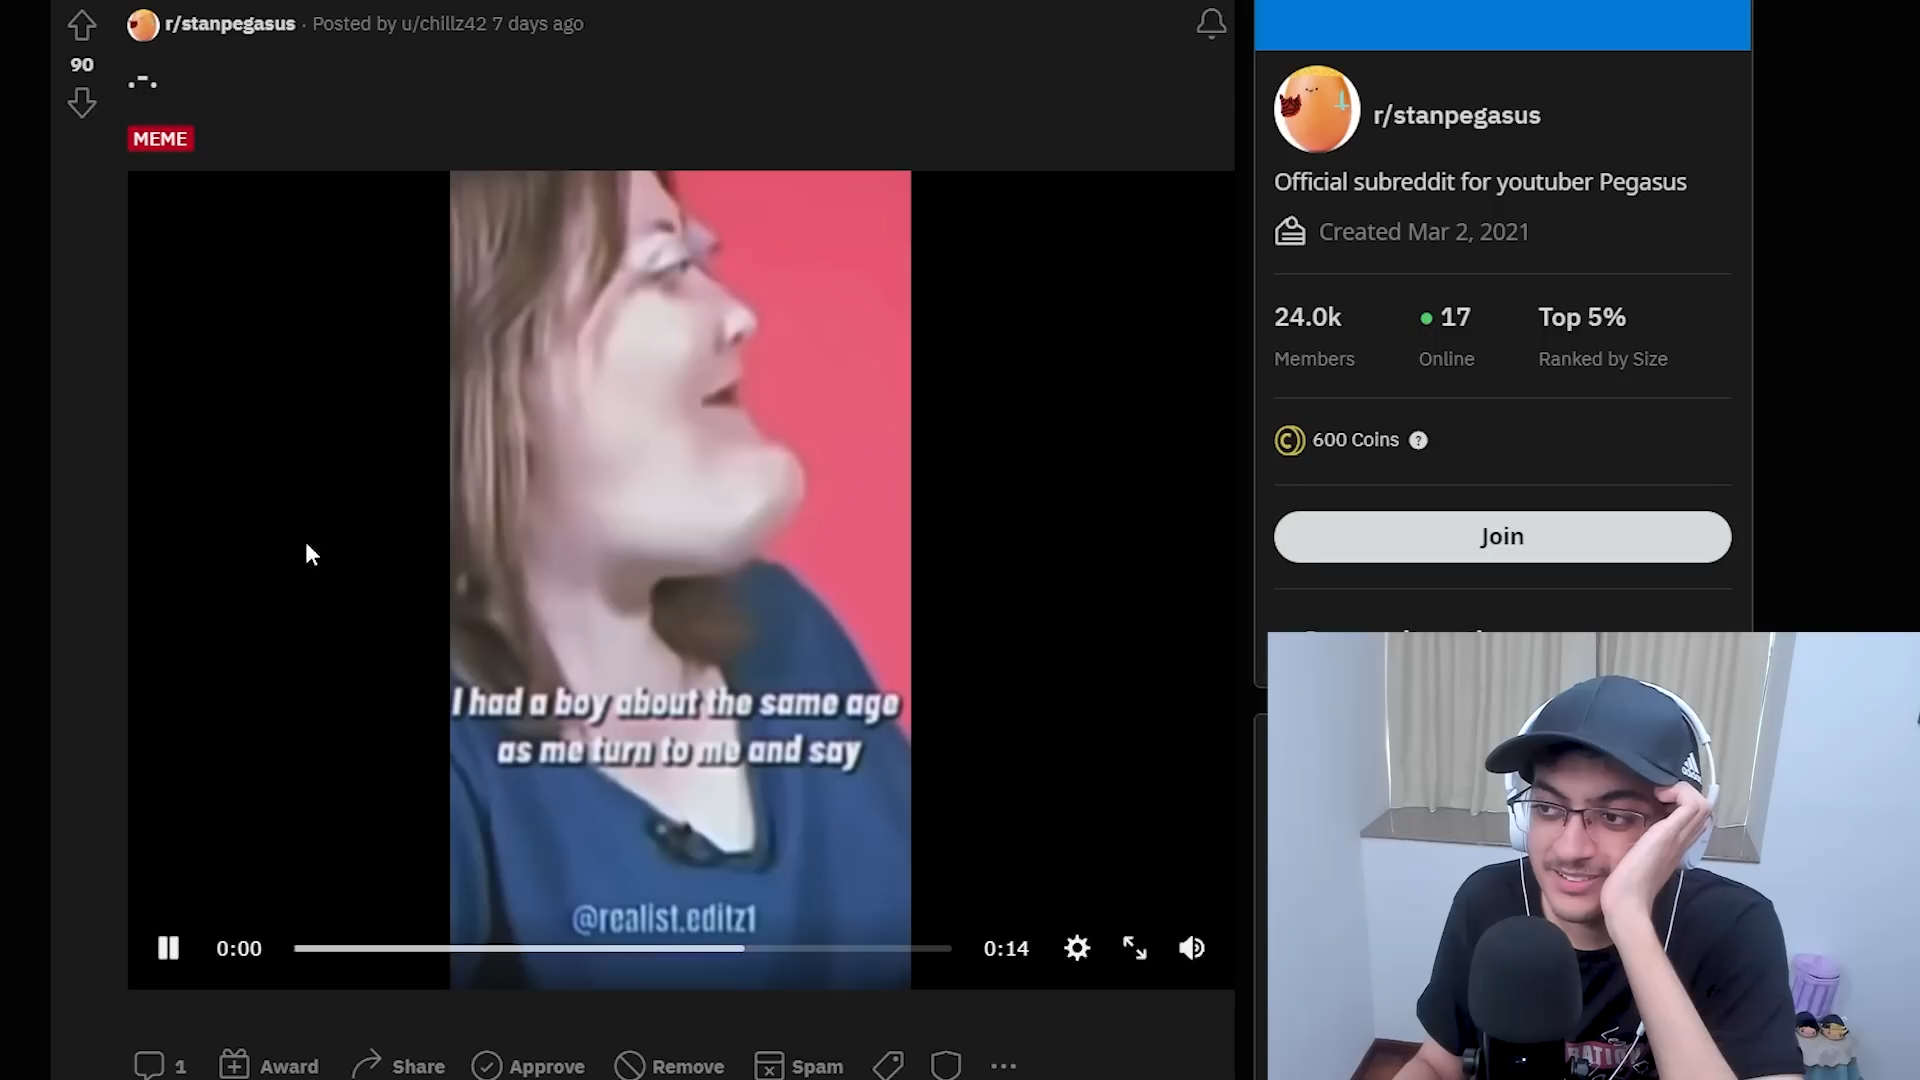 r/stanpegasus · Posted by u/chillz42 7 days ago
90
.-.
MEME
I had a boy about the same age
as me turn to me and say
@realist.editz1
0:00
0:14
1
Award
Share
Approve
Remove
Spam
r/stanpegasus
Official subreddit for youtuber Pegasus
Created Mar 2, 2021
24.0k
17
Top 5%
Members
Online
Ranked by Size
600 Coins
Join